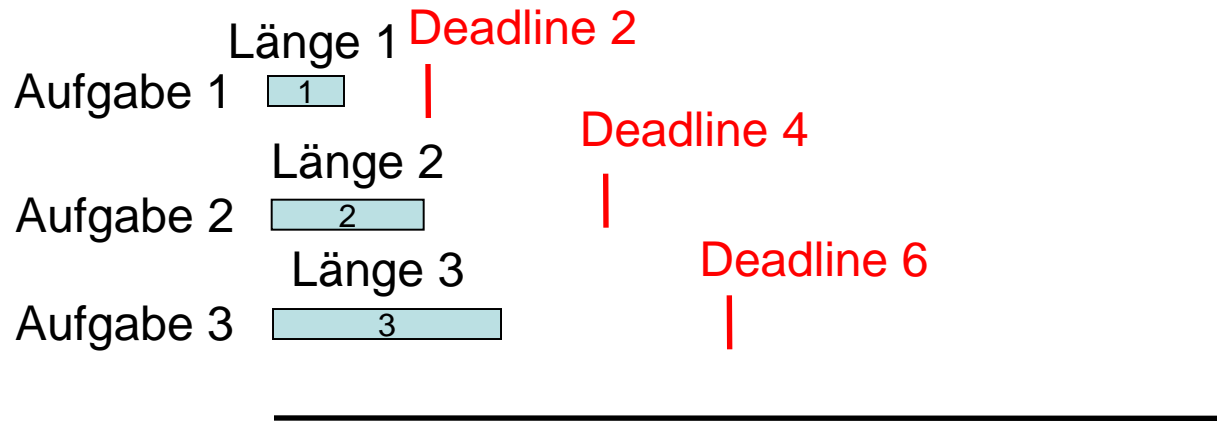 Länge 1 Deadline 2
Aufgabe 1 1
Deadline 4
Länge 2
Aufgabe 2 2
Deadline 6
Länge 3
Aufgabe 3 3